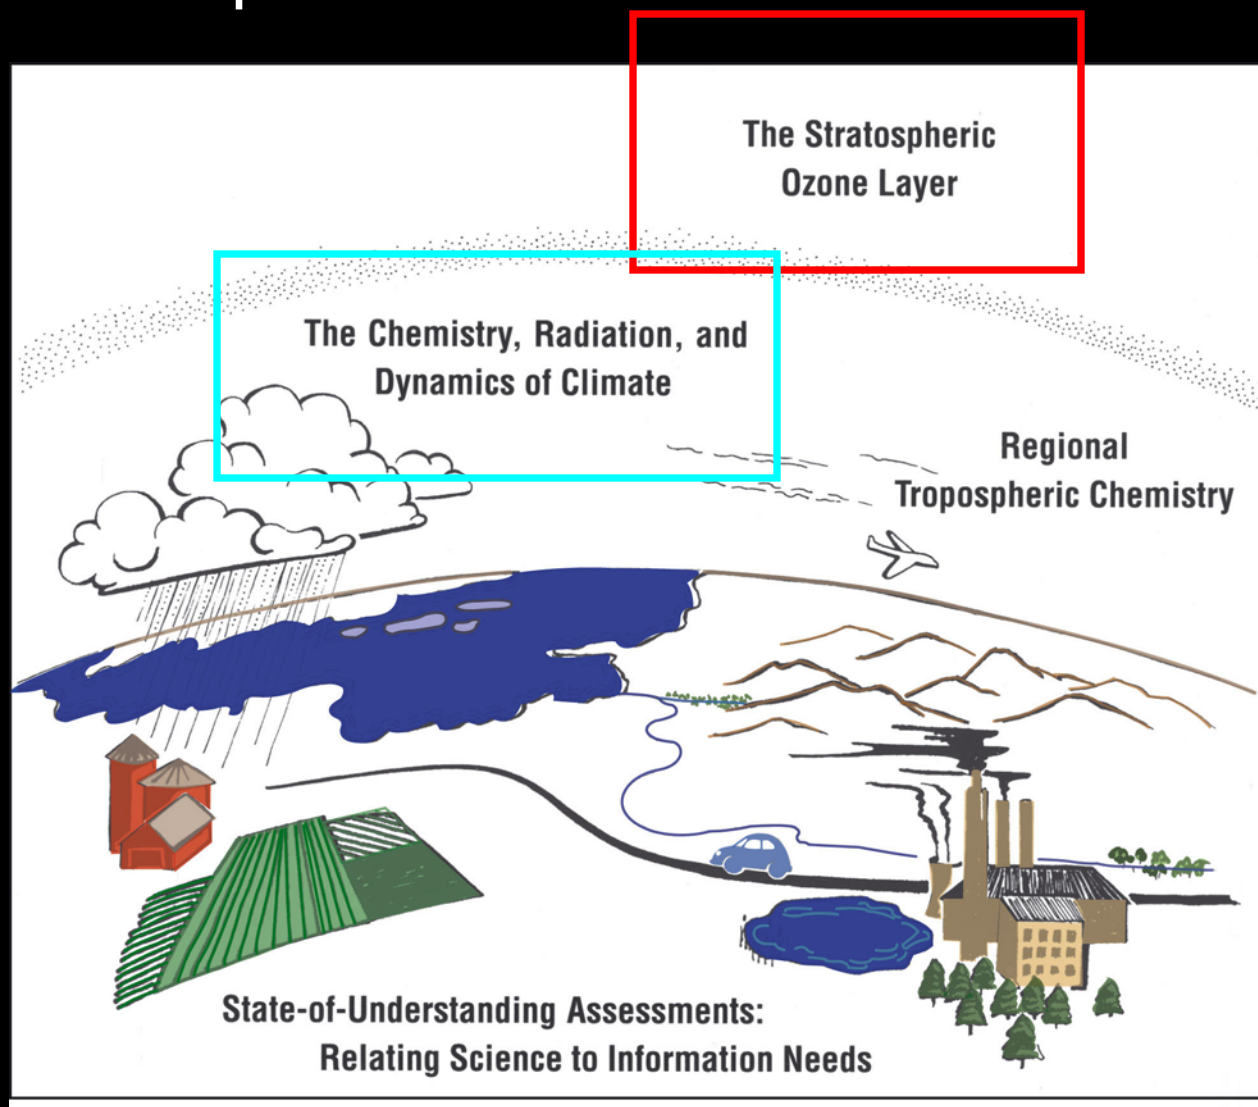 The Stratospheric
Ozone Layer
The Chemistry, Radiation, and
Dynamics of Climate
Regional
Tropospheric Chemistry
State-of-Understanding Assessments:
Relating Science to Information Needs